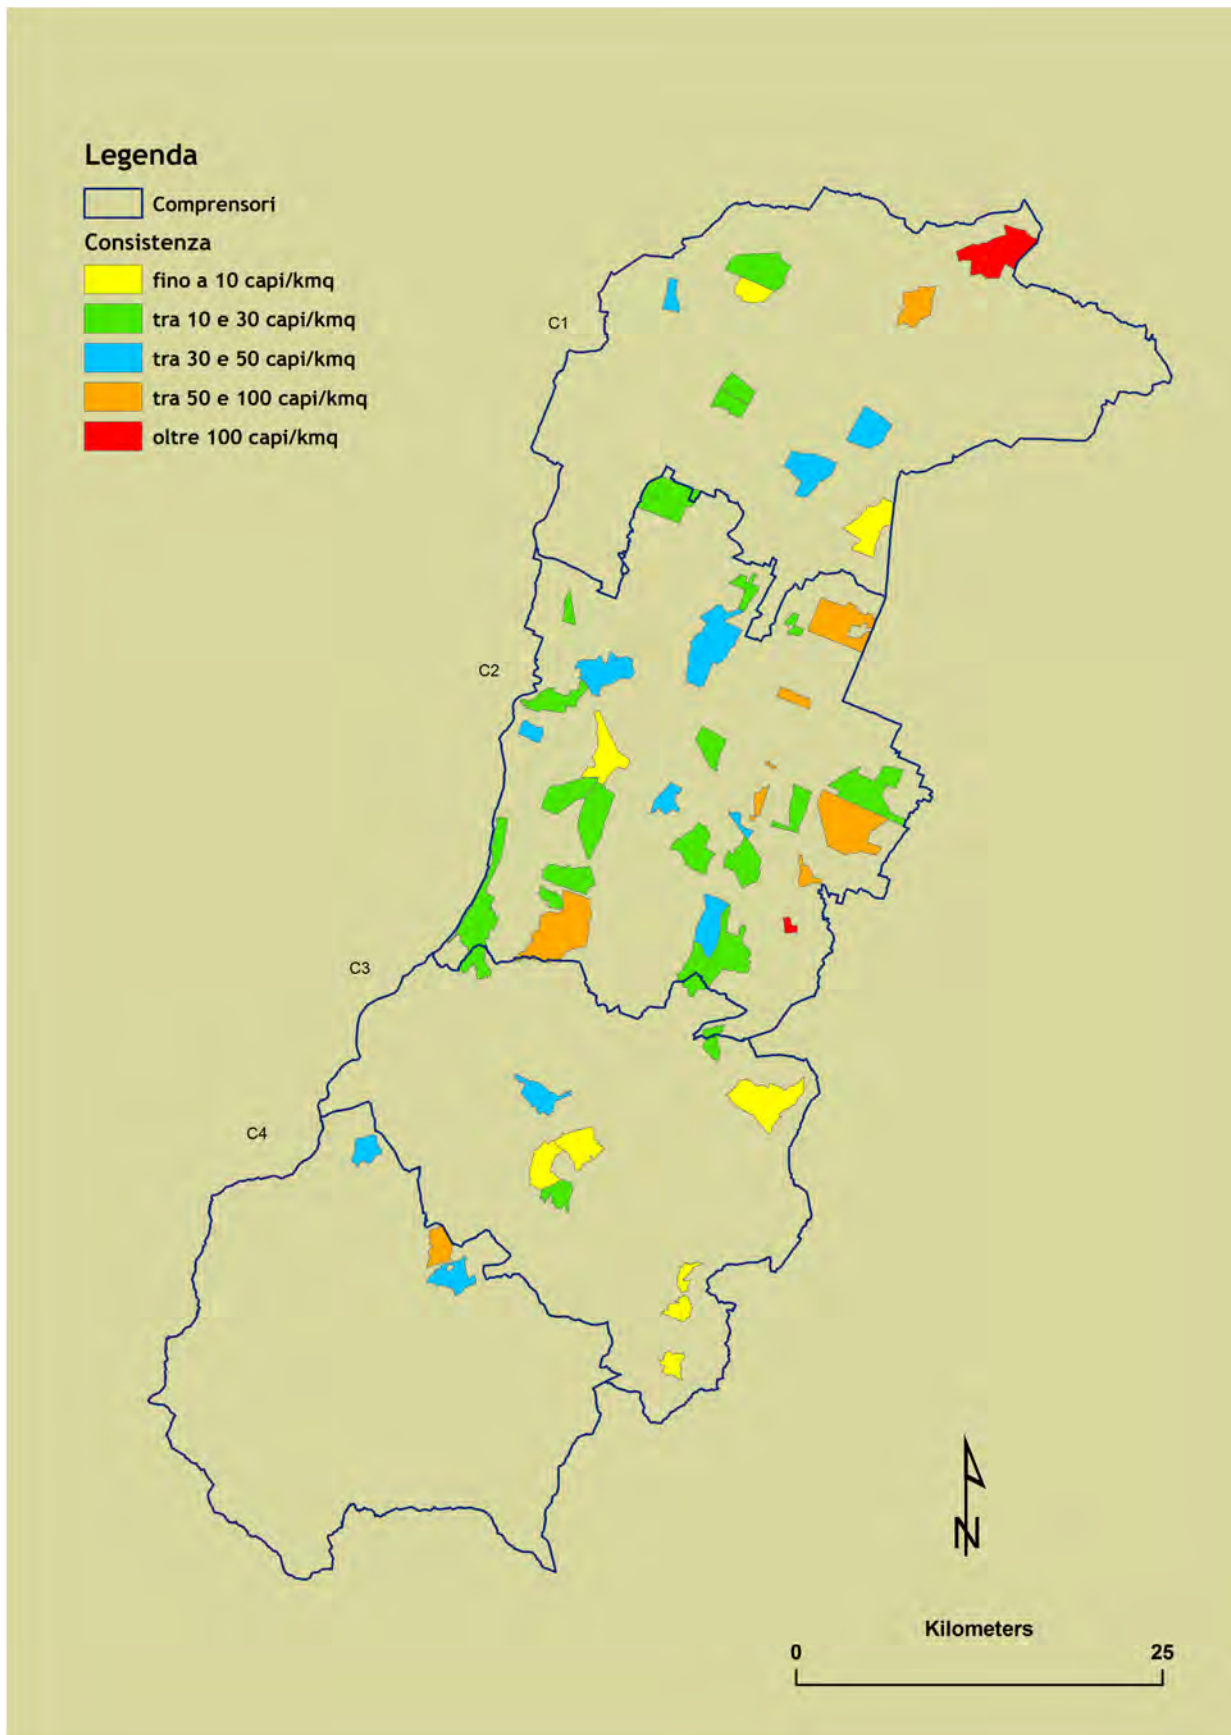 Legenda
Comprensori
Consistenza
fino a 10 capi/kmq
tra 10 e 30 capi/kmq
tra 30 e 50 capi/kmq
tra 50 e 100 capi/kmq
oltre 100 capi/kmq
C1
C2
C3
C4
N
Kilometers
0 25